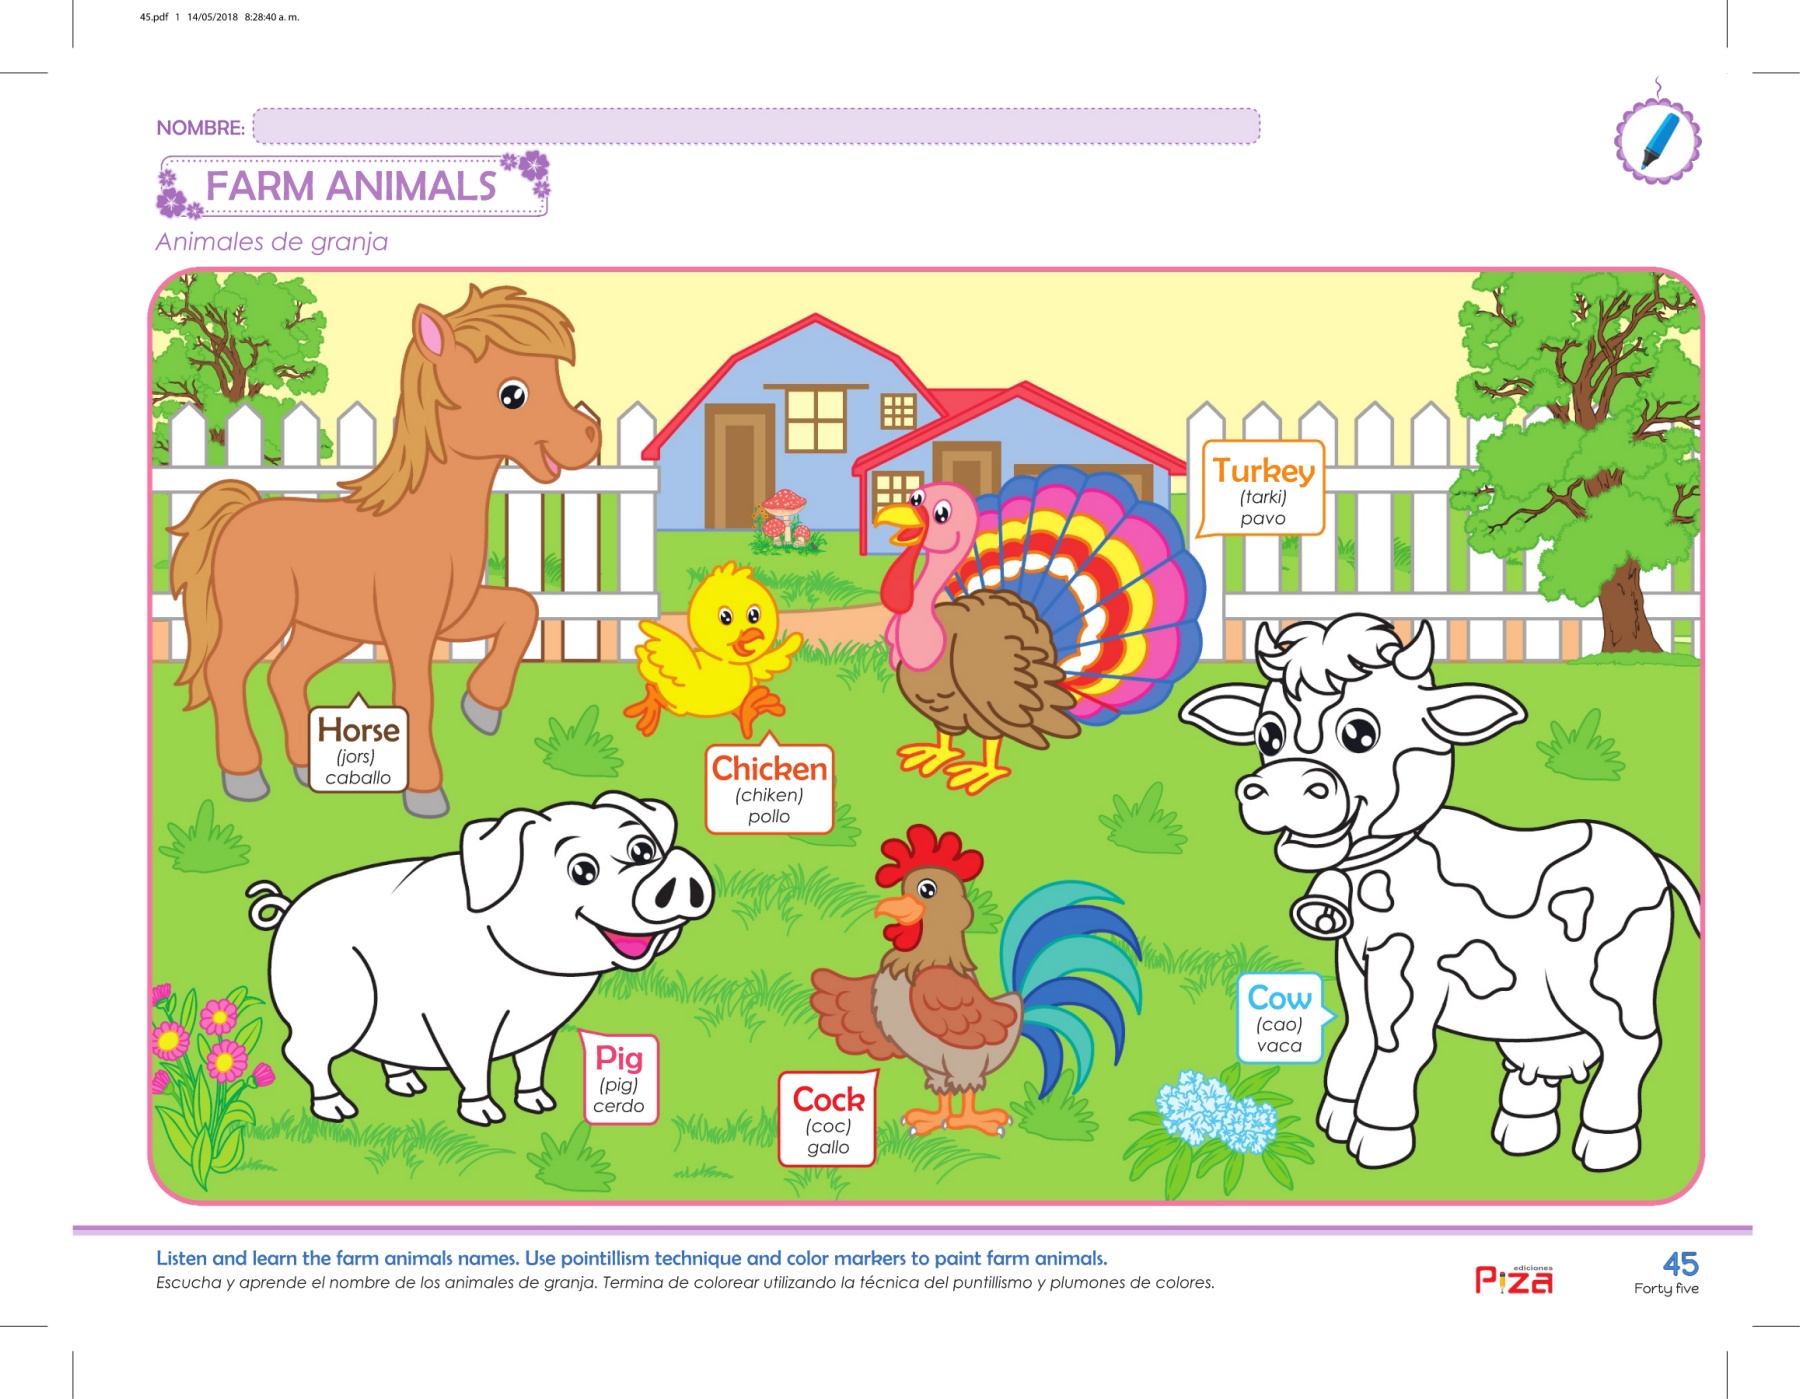 45.pdf 1 14/05/2018 8:28:40 a. m.
NOMBRE:
FARM ANIMALS
Animales de granja
Turkey
(tarki)
pavo
Horse
(jors)
caballo
Chicken
(chiken)
pollo
Cow
(cao)
vaca
Pig
(pig)
cerdo
Cock
(coc)
gallo
Listen and learn the farm animals names. Use pointillism technique and color markers to paint farm animals.
Escucha y aprende el nombre de los animales de granja. Termina de colorear utilizando la técnica del puntillismo y plumones de colores.
ediciones
Piza
45
Forty five